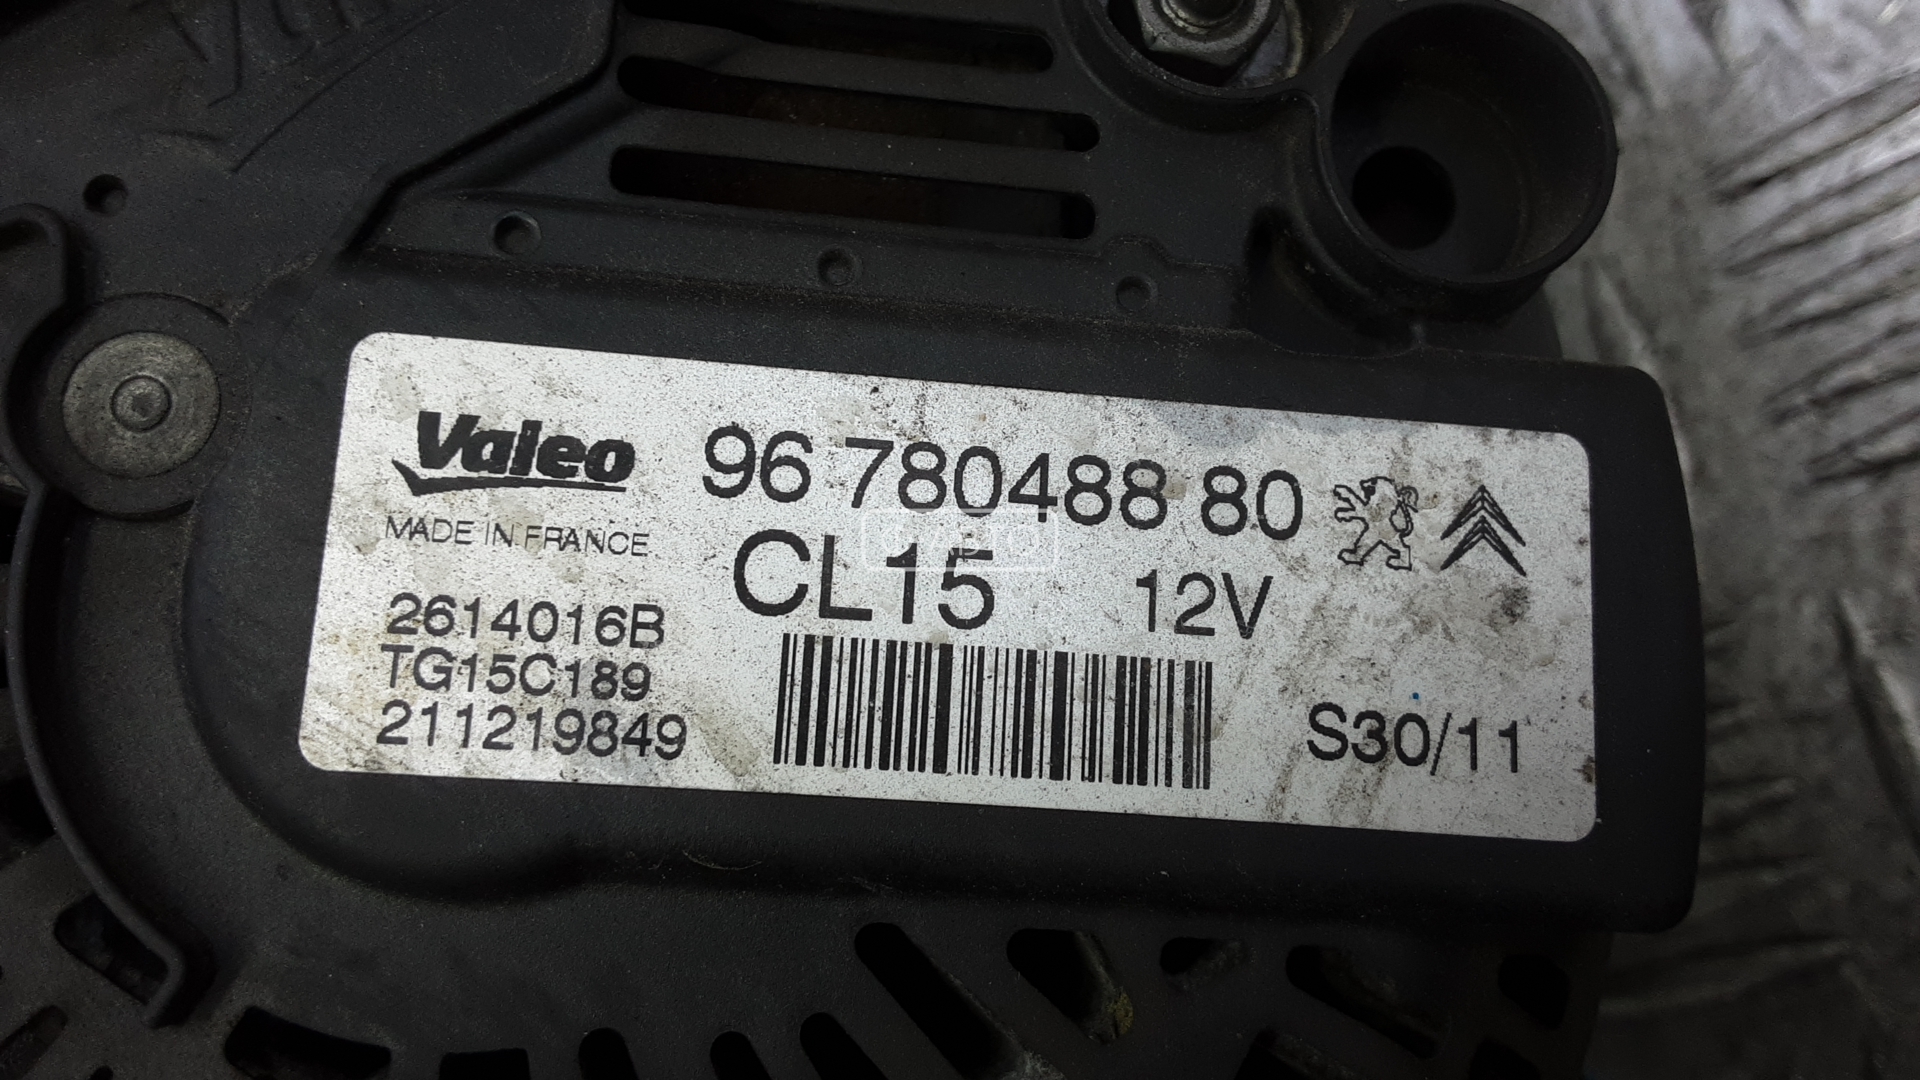 Valeo
96 780488 80
MADE IN FRANCE
CL15
12V
2614016B
TG15C189
211219849
S30/11